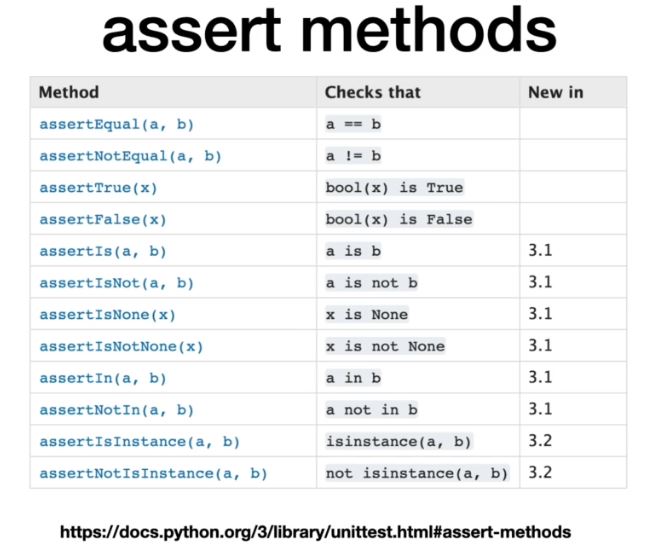 assert methods
Method Checks that New in
assertEqual(a, b) a == b
assertNotEqual(a, b) a != b
assertTrue(x) bool(x) is True
assertFalse(x) bool(x) is False
assertIs(a, b) a is b 3.1
assertIsNot(a, b) a is not b 3.1
assertIsNone(x) x is None 3.1
assertIsNotNone(x) x is not None 3.1
assertIn(a, b) a in b 3.1
assertNotIn(a, b) a not in b 3.1
assertIsInstance(a, b) isinstance(a, b) 3.2
assertNotIsInstance(a, b) not isinstance(a, b) 3.2
https://docs.python.org/3/library/unittest.html#assert-methods